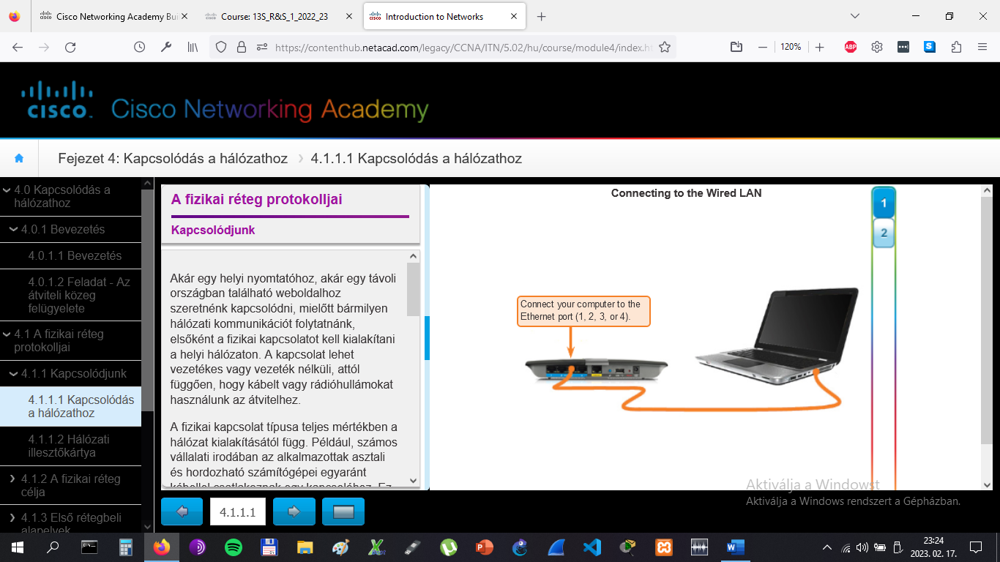 Cisco Networking Academy Bui
Course: 13S_R&S_1_2022_23
Introduction to Networks
https://contenthub.netacad.com/legacy/CCNA/ITN/5.02/hu/course/module4/index.h
120%
ABP
CISCO
Cisco Networking Academy
Fejezet 4: Kapcsolódás a hálózathoz
4.1.1.1 Kapcsolódás a hálózathoz
4.0 Kapcsolódás a
hálózathoz
4.0.1 Bevezetés
4.0.1.1 Bevezetés
4.0.1.2 Feladat - Az
átviteli közeg
felügyelete
4.1 A fizikai réteg
protokolljai
4.1.1 Kapcsolódjunk
4.1.1.1 Kapcsolódás
a hálózathoz
4.1.1.2 Hálózati
illesztőkártya
4.1.2 A fizikai réteg
célja
4.1.3 Első rétegbeli
alapelvek
A fizikai réteg protokolljai
Kapcsolódjunk
Akár egy helyi nyomtatóhoz, akár egy távoli
országban található weboldalhoz
szeretnénk kapcsolódni, mielőtt bármilyen
hálózati kommunikációt folytatnánk,
elsőként a fizikai kapcsolatot kell kialakítani
a helyi hálózaton. A kapcsolat lehet
vezetékes vagy vezeték nélküli, attól
függően, hogy kábelt vagy rádióhullámokat
használunk az átvitelhez.
A fizikai kapcsolat típusa teljes mértékben a
hálózat kialakításától függ. Például, számos
vállalati irodában az alkalmazottak asztali
és hordozható számítógépei egyaránt
kábellel csatlakoznak egy kapcsolóhoz. Ez
Connecting to the Wired LAN
1
2
Connect your computer to the
Ethernet port (1, 2, 3, or 4).
4.1.1.1
Aktiválja a Windowst
Aktiválja a Windows rendszert a Gépházban.
23:24
2023. 02. 17.